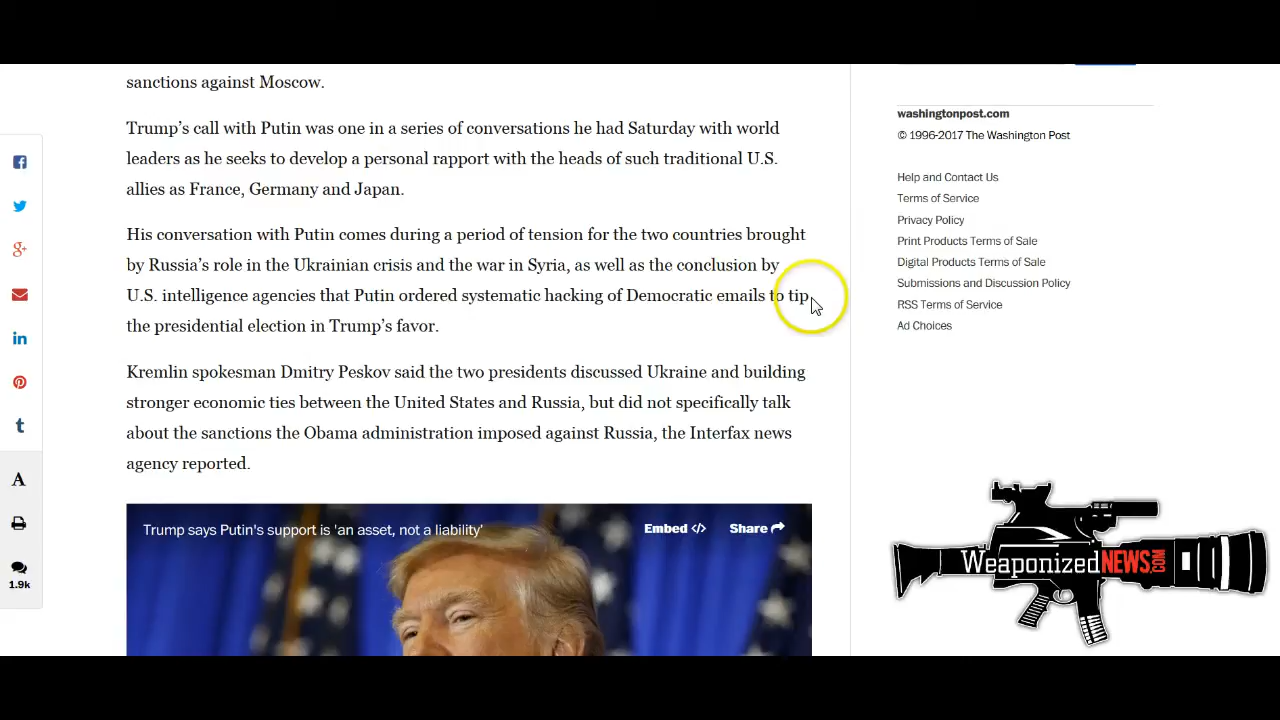 sanctions against Moscow.
Trump’s call with Putin was one in a series of conversations he had Saturday with world
leaders as he seeks to develop a personal rapport with the heads of such traditional U.S.
allies as France, Germany and Japan.
His conversation with Putin comes during a period of tension for the two countries brought
by Russia’s role in the Ukrainian crisis and the war in Syria, as well as the conclusion by
U.S. intelligence agencies that Putin ordered systematic hacking of Democratic emails to tip
the presidential election in Trump’s favor.
Kremlin spokesman Dmitry Peskov said the two presidents discussed Ukraine and building
stronger economic ties between the United States and Russia, but did not specifically talk
about the sanctions the Obama administration imposed against Russia, the Interfax news
agency reported.
Trump says Putin's support is 'an asset, not a liability'
Embed </>
Share
A
1.9k
washingtonpost.com
© 1996-2017 The Washington Post
Help and Contact Us
Terms of Service
Privacy Policy
Print Products Terms of Sale
Digital Products Terms of Sale
Submissions and Discussion Policy
RSS Terms of Service
Ad Choices
WeaponizedNEWS.COM